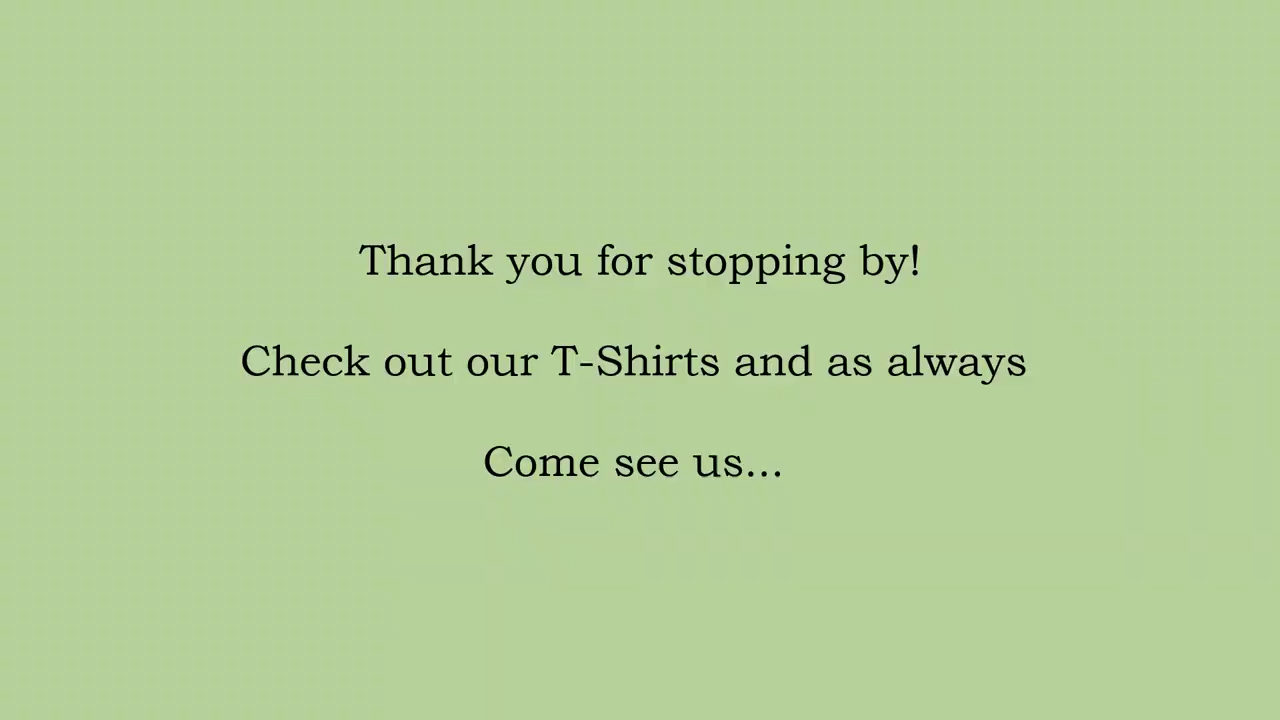 Thank you for stopping by!
Check out our T-Shirts and as always
Come see us...